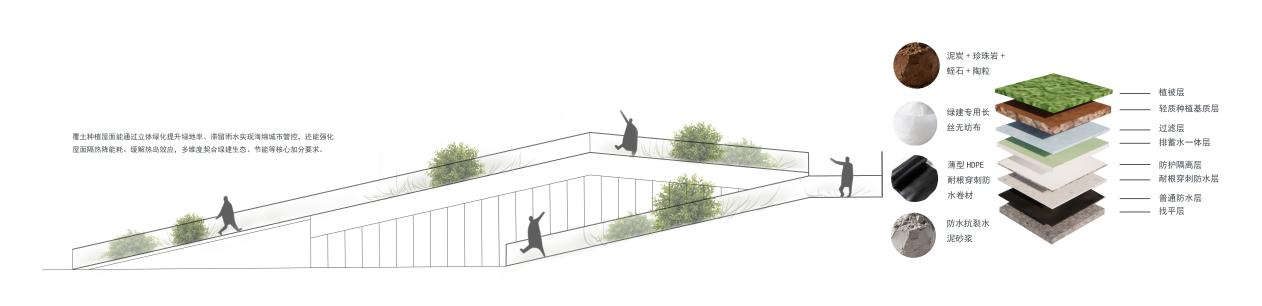 覆土种植屋面能通过立体绿化提升绿地率、滞留雨水实现海绵城市管控，还能强化
屋面隔热降能耗、缓解热岛效应，多维度契合绿建生态、节能等核心加分要求。
泥炭 + 珍珠岩 +
蛭石 + 陶粒
绿建专用长
丝无纺布
薄型 HDPE
耐根穿刺防
水卷材
防水抗裂水
泥砂浆
植被层
轻质种植基质层
过滤层
排蓄水一体层
防护隔离层
耐根穿刺防水层
普通防水层
找平层